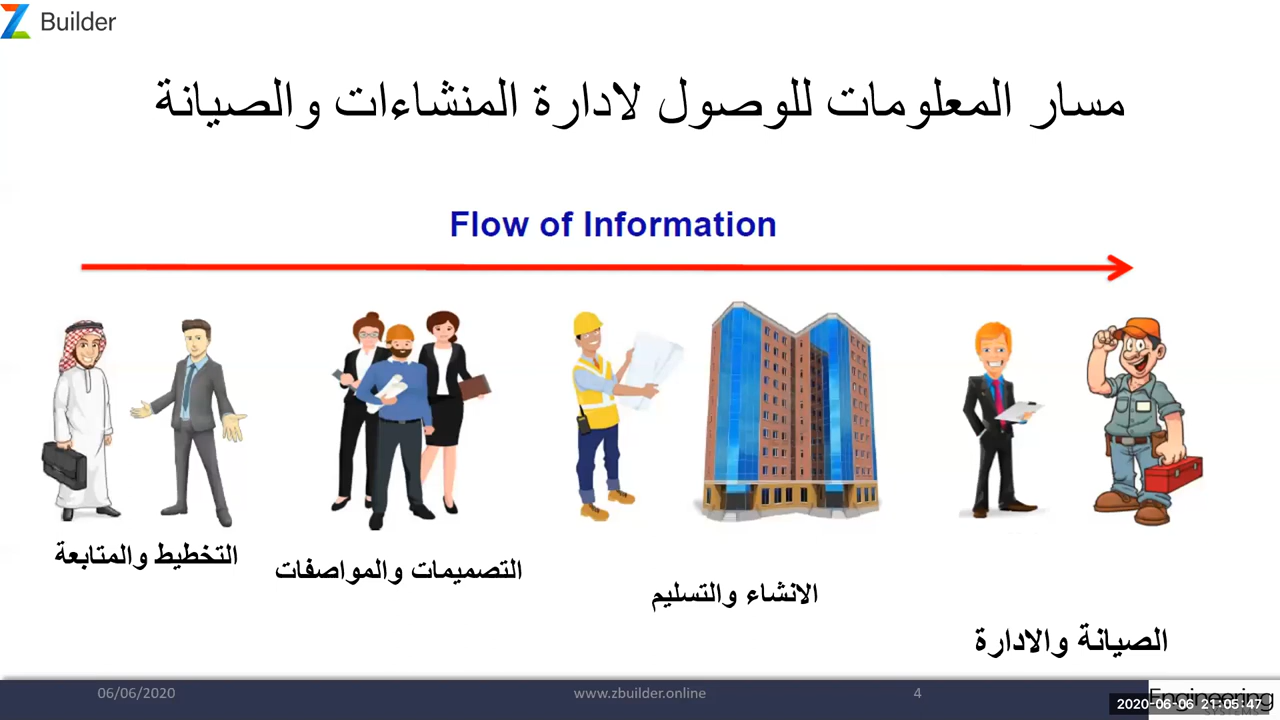 Builder
مسار المعلومات للوصول لادارة المنشاءات والصيانة
Flow of Information
التخطيط والمتابعة
التصميمات والمواصفات
الانشاء والتسليم
الصيانة والادارة
06/06/2020
www.zbuilder.online
4
Engineering
2020-06-06 21:05:47